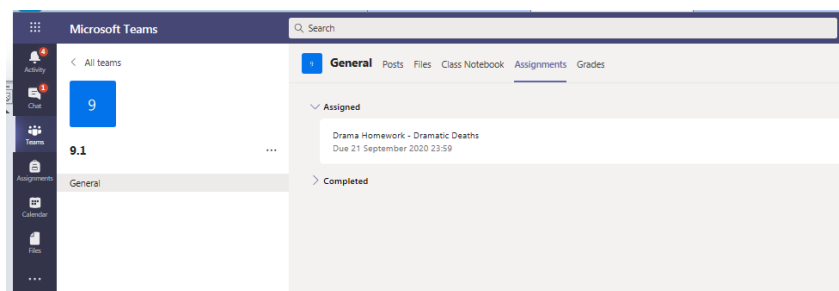 Microsoft Teams
Search
4
Activity
1
Chat
Teams
Assignments
Calendar
Files
...
All teams
9
9.1
...
General
9
General Posts Files Class Notebook Assignments Grades
Assigned
Drama Homework - Dramatic Deaths
Due 21 September 2020 23:59
Completed